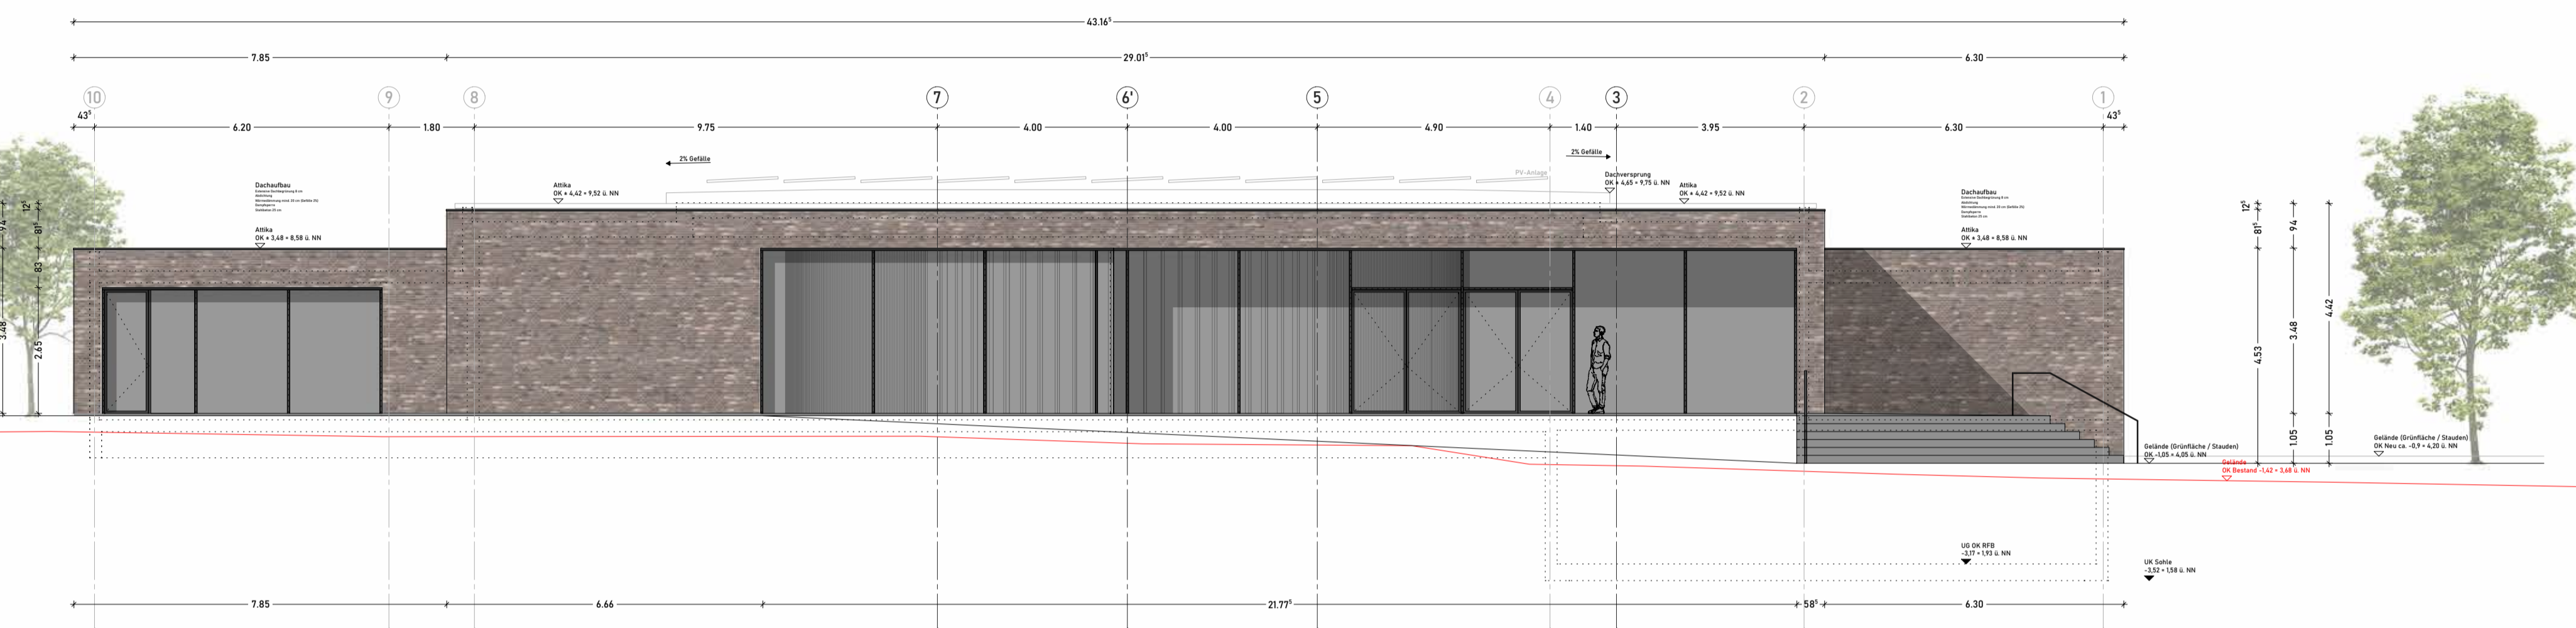 43.16⁵
7.85
29.01⁵
6.30
10
9
8
7
6'
5
4
3
2
1
43⁵
6.20
1.80
9.75
4.00
4.00
4.90
1.40
3.95
6.30
43⁵
2% Gefälle
2% Gefälle
PV-Anlage
Dachversprung
OK + 4,65 = 9,75 ü. NN
Dachaufbau
Attika
OK + 4,42 = 9,52 ü. NN
Attika
OK + 4,42 = 9,52 ü. NN
Dachaufbau
Attika
OK + 3,48 = 8,58 ü. NN
Attika
OK + 3,48 = 8,58 ü. NN
94
12⁵
81⁵
83
3.48
2.65
12⁵
81⁵
94
4.53
3.48
4.42
1.05
1.05
Gelände (Grünfläche / Stauden)
OK -1,05 = 4,05 ü. NN
Gelände (Grünfläche / Stauden)
OK Neu ca. -0,9 = 4,20 ü. NN
Gelände
OK Bestand -1,42 = 3,68 ü. NN
UG OK RFB
-3,17 = 1,93 ü. NN
UK Sohle
-3,52 = 1,58 ü. NN
7.85
6.66
21.77⁵
58⁵
6.30